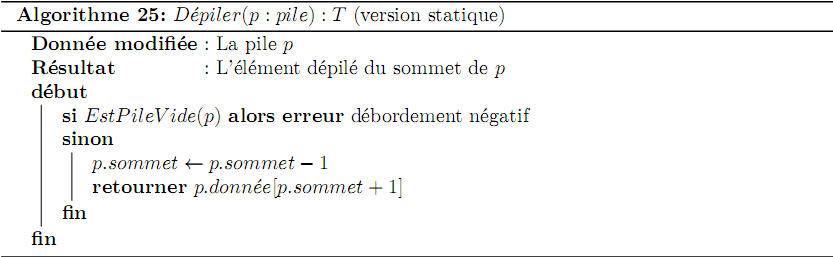 Algorithme 25: Dépiler(p : pile) : T (version statique)
Donnée modifiée : La pile p
Résultat : L'élément dépilé du sommet de p
début
si EstPileVide(p) alors erreur débordement négatif
sinon
p.sommet ← p.sommet − 1
retourner p.donnée[p.sommet + 1]
fin
fin